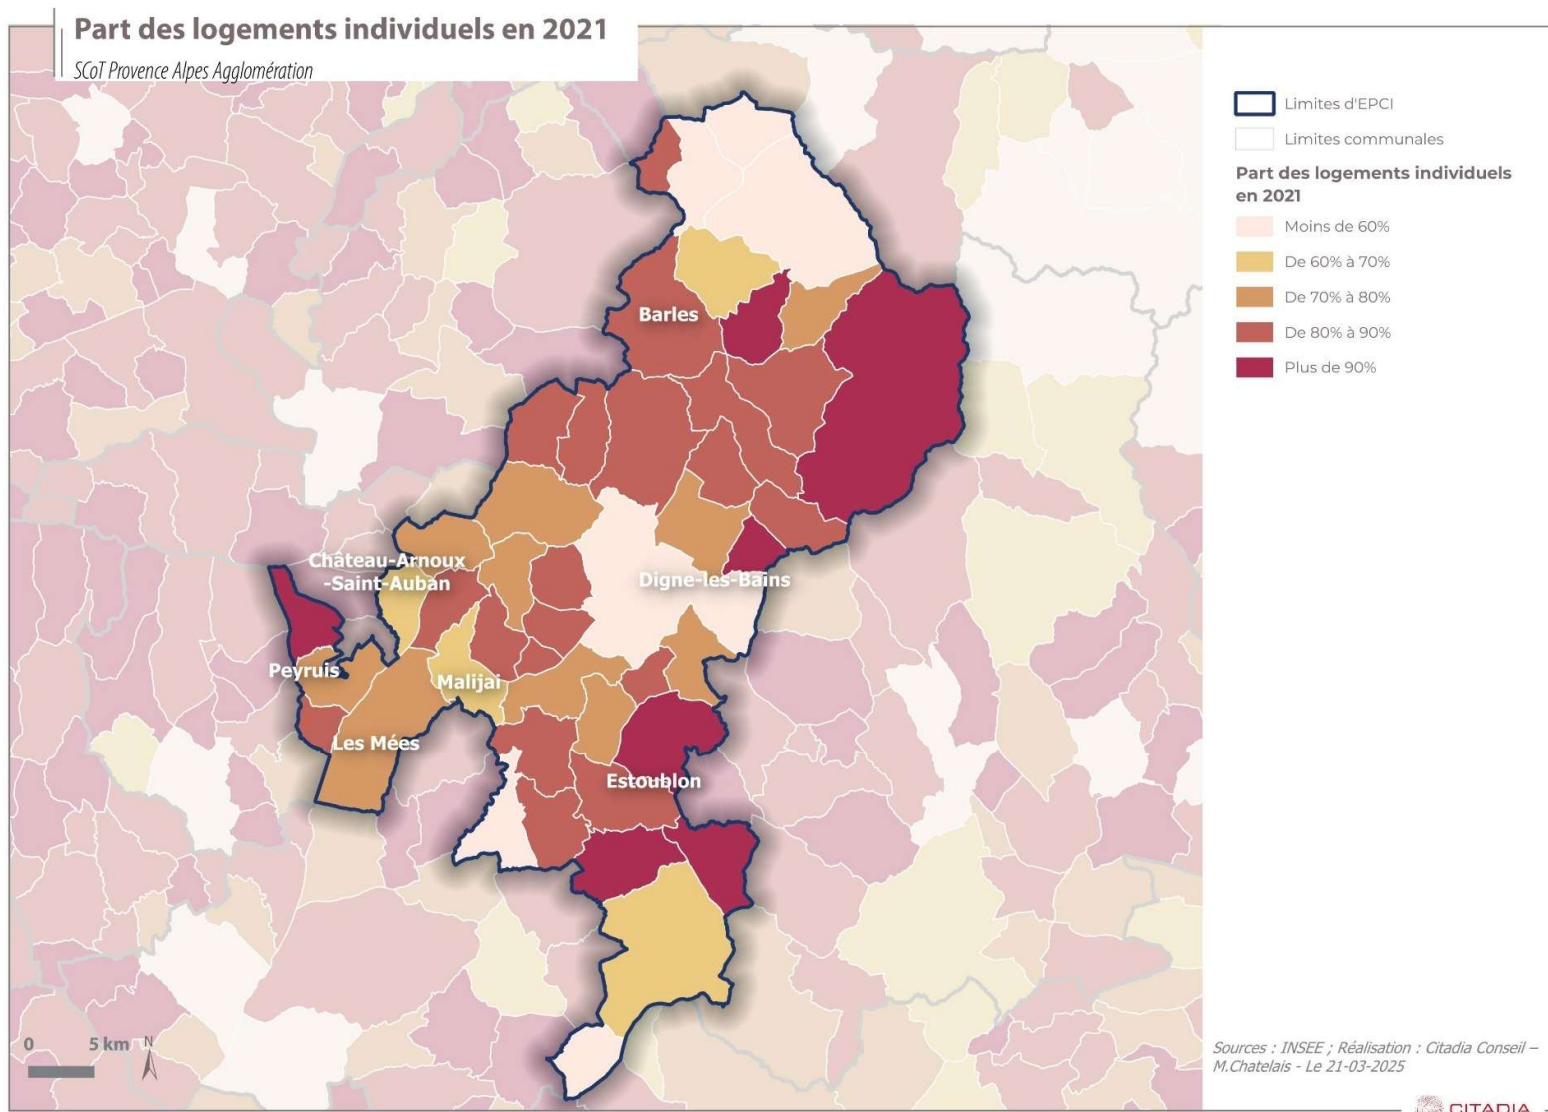 Part des logements individuels en 2021
SCoT Provence Alpes Agglomération
Limites d'EPCI
Limites communales
Part des logements individuels
en 2021
Moins de 60%
De 60% à 70%
De 70% à 80%
De 80% à 90%
Plus de 90%
Barles
Château-Arnoux
-Saint-Auban
Digne-les-Bains
Peyruis
Malijai
Les Mées
Estoublon
0 5 km N
Sources : INSEE ; Réalisation : Citadia Conseil –
M.Chatelais - Le 21-03-2025
CITADIA